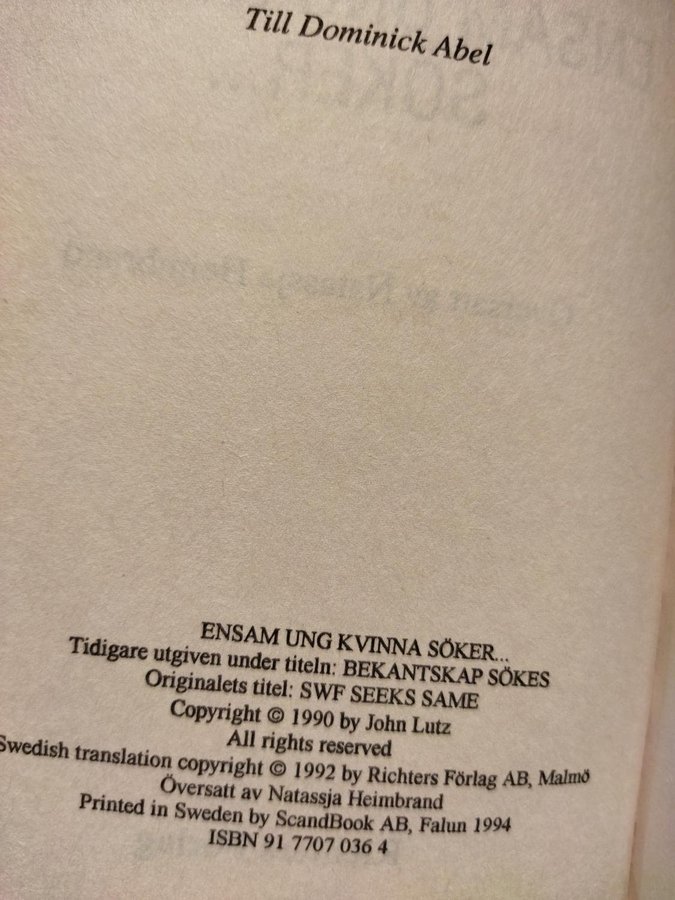 Till Dominick Abel
ENSAM UNG KVINNA SÖKER...
Tidigare utgiven under titeln: BEKANTSKAP SÖKES
Originalets titel: SWF SEEKS SAME
Copyright © 1990 by John Lutz
All rights reserved
Swedish translation copyright © 1992 by Richters Förlag AB, Malmö
Översatt av Natassja Heimbrand
Printed in Sweden by ScandBook AB, Falun 1994
ISBN 91 7707 036 4